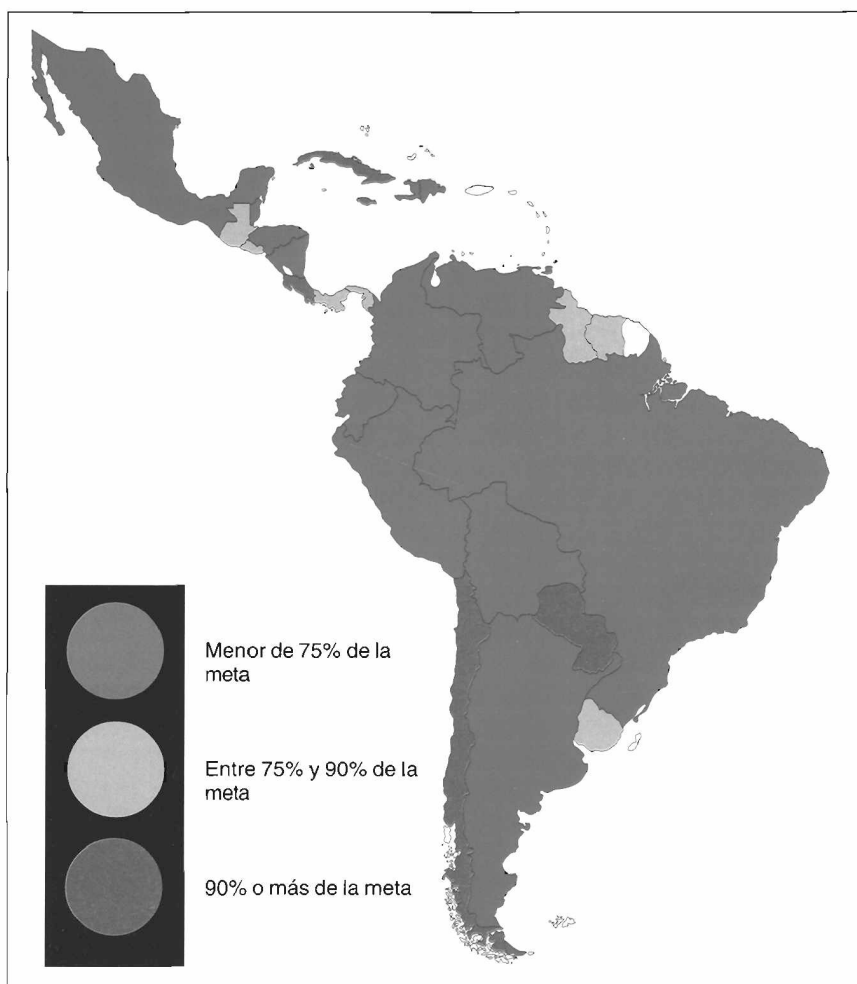 Menor de 75% de la
meta
Entre 75% y 90% de la
meta
90% o más de la meta